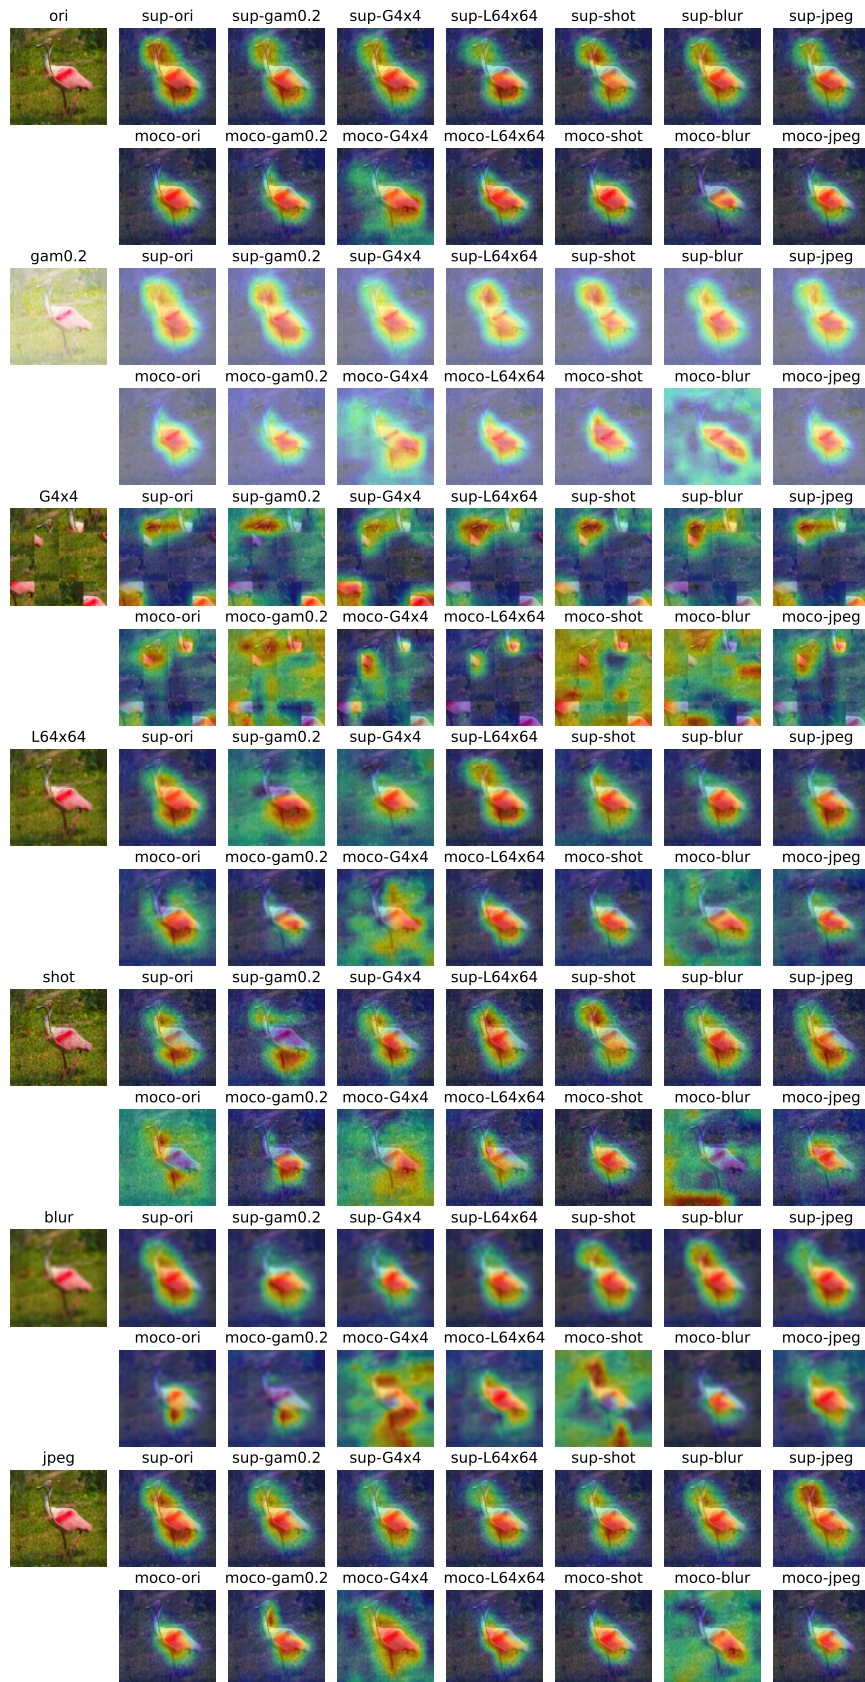 ori sup-ori sup-gam0.2 sup-G4x4 sup-L64x64 sup-shot sup-blur sup-jpeg
moco-ori moco-gam0.2 moco-G4x4 moco-L64x64 moco-shot moco-blur moco-jpeg
gam0.2 sup-ori sup-gam0.2 sup-G4x4 sup-L64x64 sup-shot sup-blur sup-jpeg
moco-ori moco-gam0.2 moco-G4x4 moco-L64x64 moco-shot moco-blur moco-jpeg
G4x4 sup-ori sup-gam0.2 sup-G4x4 sup-L64x64 sup-shot sup-blur sup-jpeg
moco-ori moco-gam0.2 moco-G4x4 moco-L64x64 moco-shot moco-blur moco-jpeg
L64x64 sup-ori sup-gam0.2 sup-G4x4 sup-L64x64 sup-shot sup-blur sup-jpeg
moco-ori moco-gam0.2 moco-G4x4 moco-L64x64 moco-shot moco-blur moco-jpeg
shot sup-ori sup-gam0.2 sup-G4x4 sup-L64x64 sup-shot sup-blur sup-jpeg
moco-ori moco-gam0.2 moco-G4x4 moco-L64x64 moco-shot moco-blur moco-jpeg
blur sup-ori sup-gam0.2 sup-G4x4 sup-L64x64 sup-shot sup-blur sup-jpeg
moco-ori moco-gam0.2 moco-G4x4 moco-L64x64 moco-shot moco-blur moco-jpeg
jpeg sup-ori sup-gam0.2 sup-G4x4 sup-L64x64 sup-shot sup-blur sup-jpeg
moco-ori moco-gam0.2 moco-G4x4 moco-L64x64 moco-shot moco-blur moco-jpeg